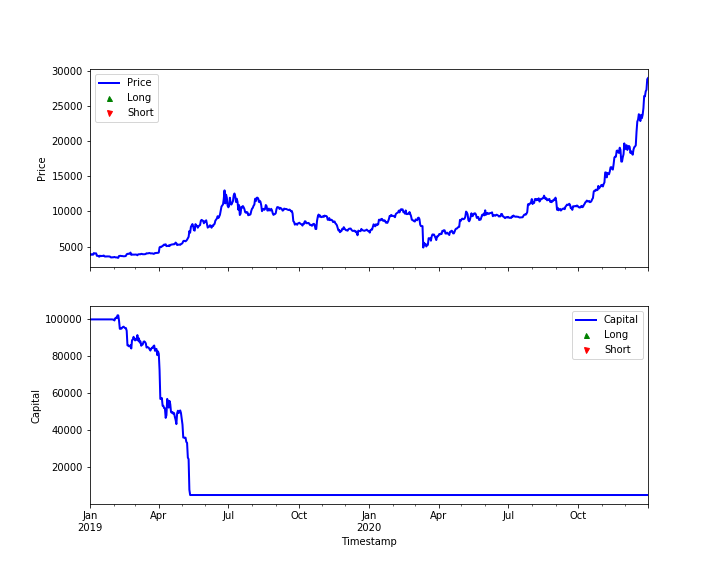 30000
25000
20000
15000
10000
5000
Price
Price
Long
Short
100000
80000
60000
40000
20000
Capital
Capital
Long
Short
Jan Apr Jul Oct Jan Apr Jul Oct
2019 2020
Timestamp